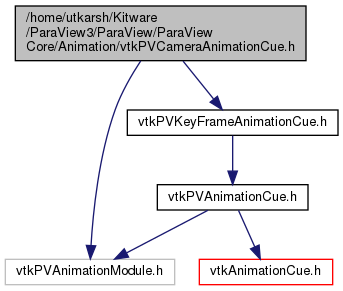 /home/utkarsh/Kitware
/ParaView3/ParaView/ParaView
Core/Animation/vtkPVCameraAnimationCue.h
vtkPVKeyFrameAnimationCue.h
vtkPVAnimationCue.h
vtkPVAnimationModule.h
vtkAnimationCue.h